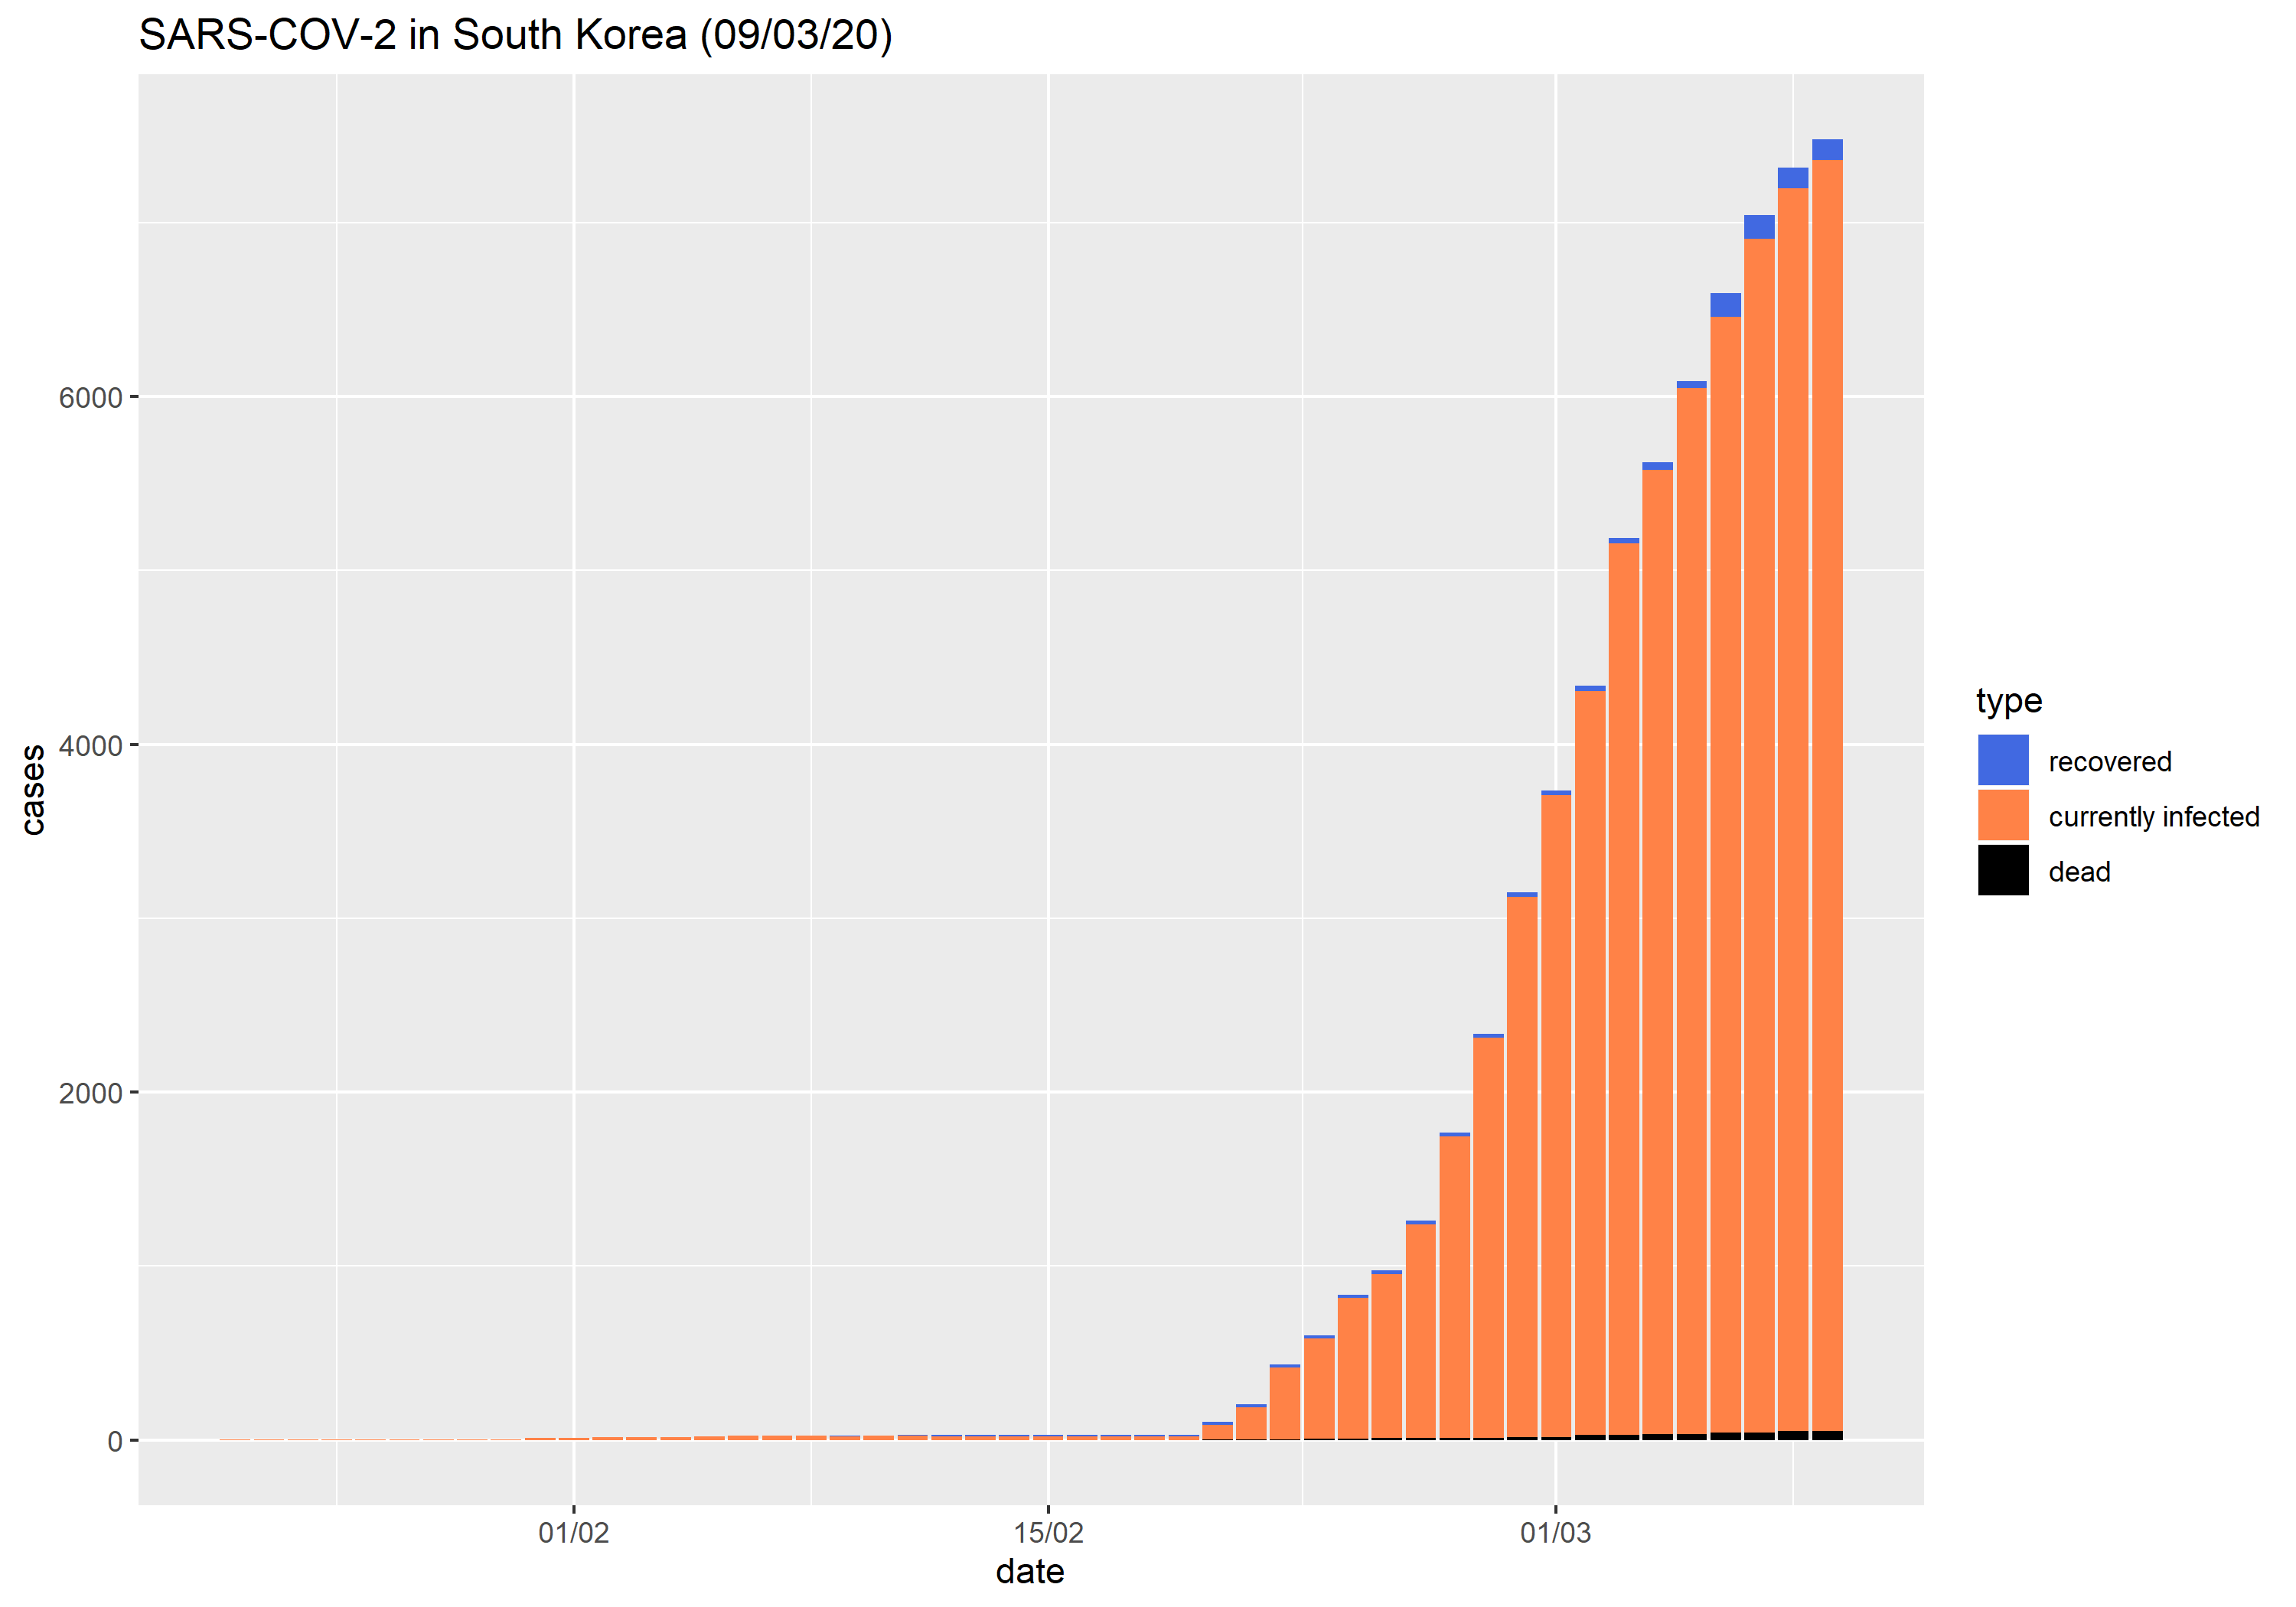 SARS-COV-2 in South Korea (09/03/20)
cases
6000
4000
2000
0
01/02
15/02
01/03
date
type
recovered
currently infected
dead